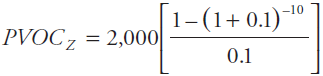 PVOC_Z = 2,000[ (1 − (1 + 0.1)^−10) / 0.1 ]